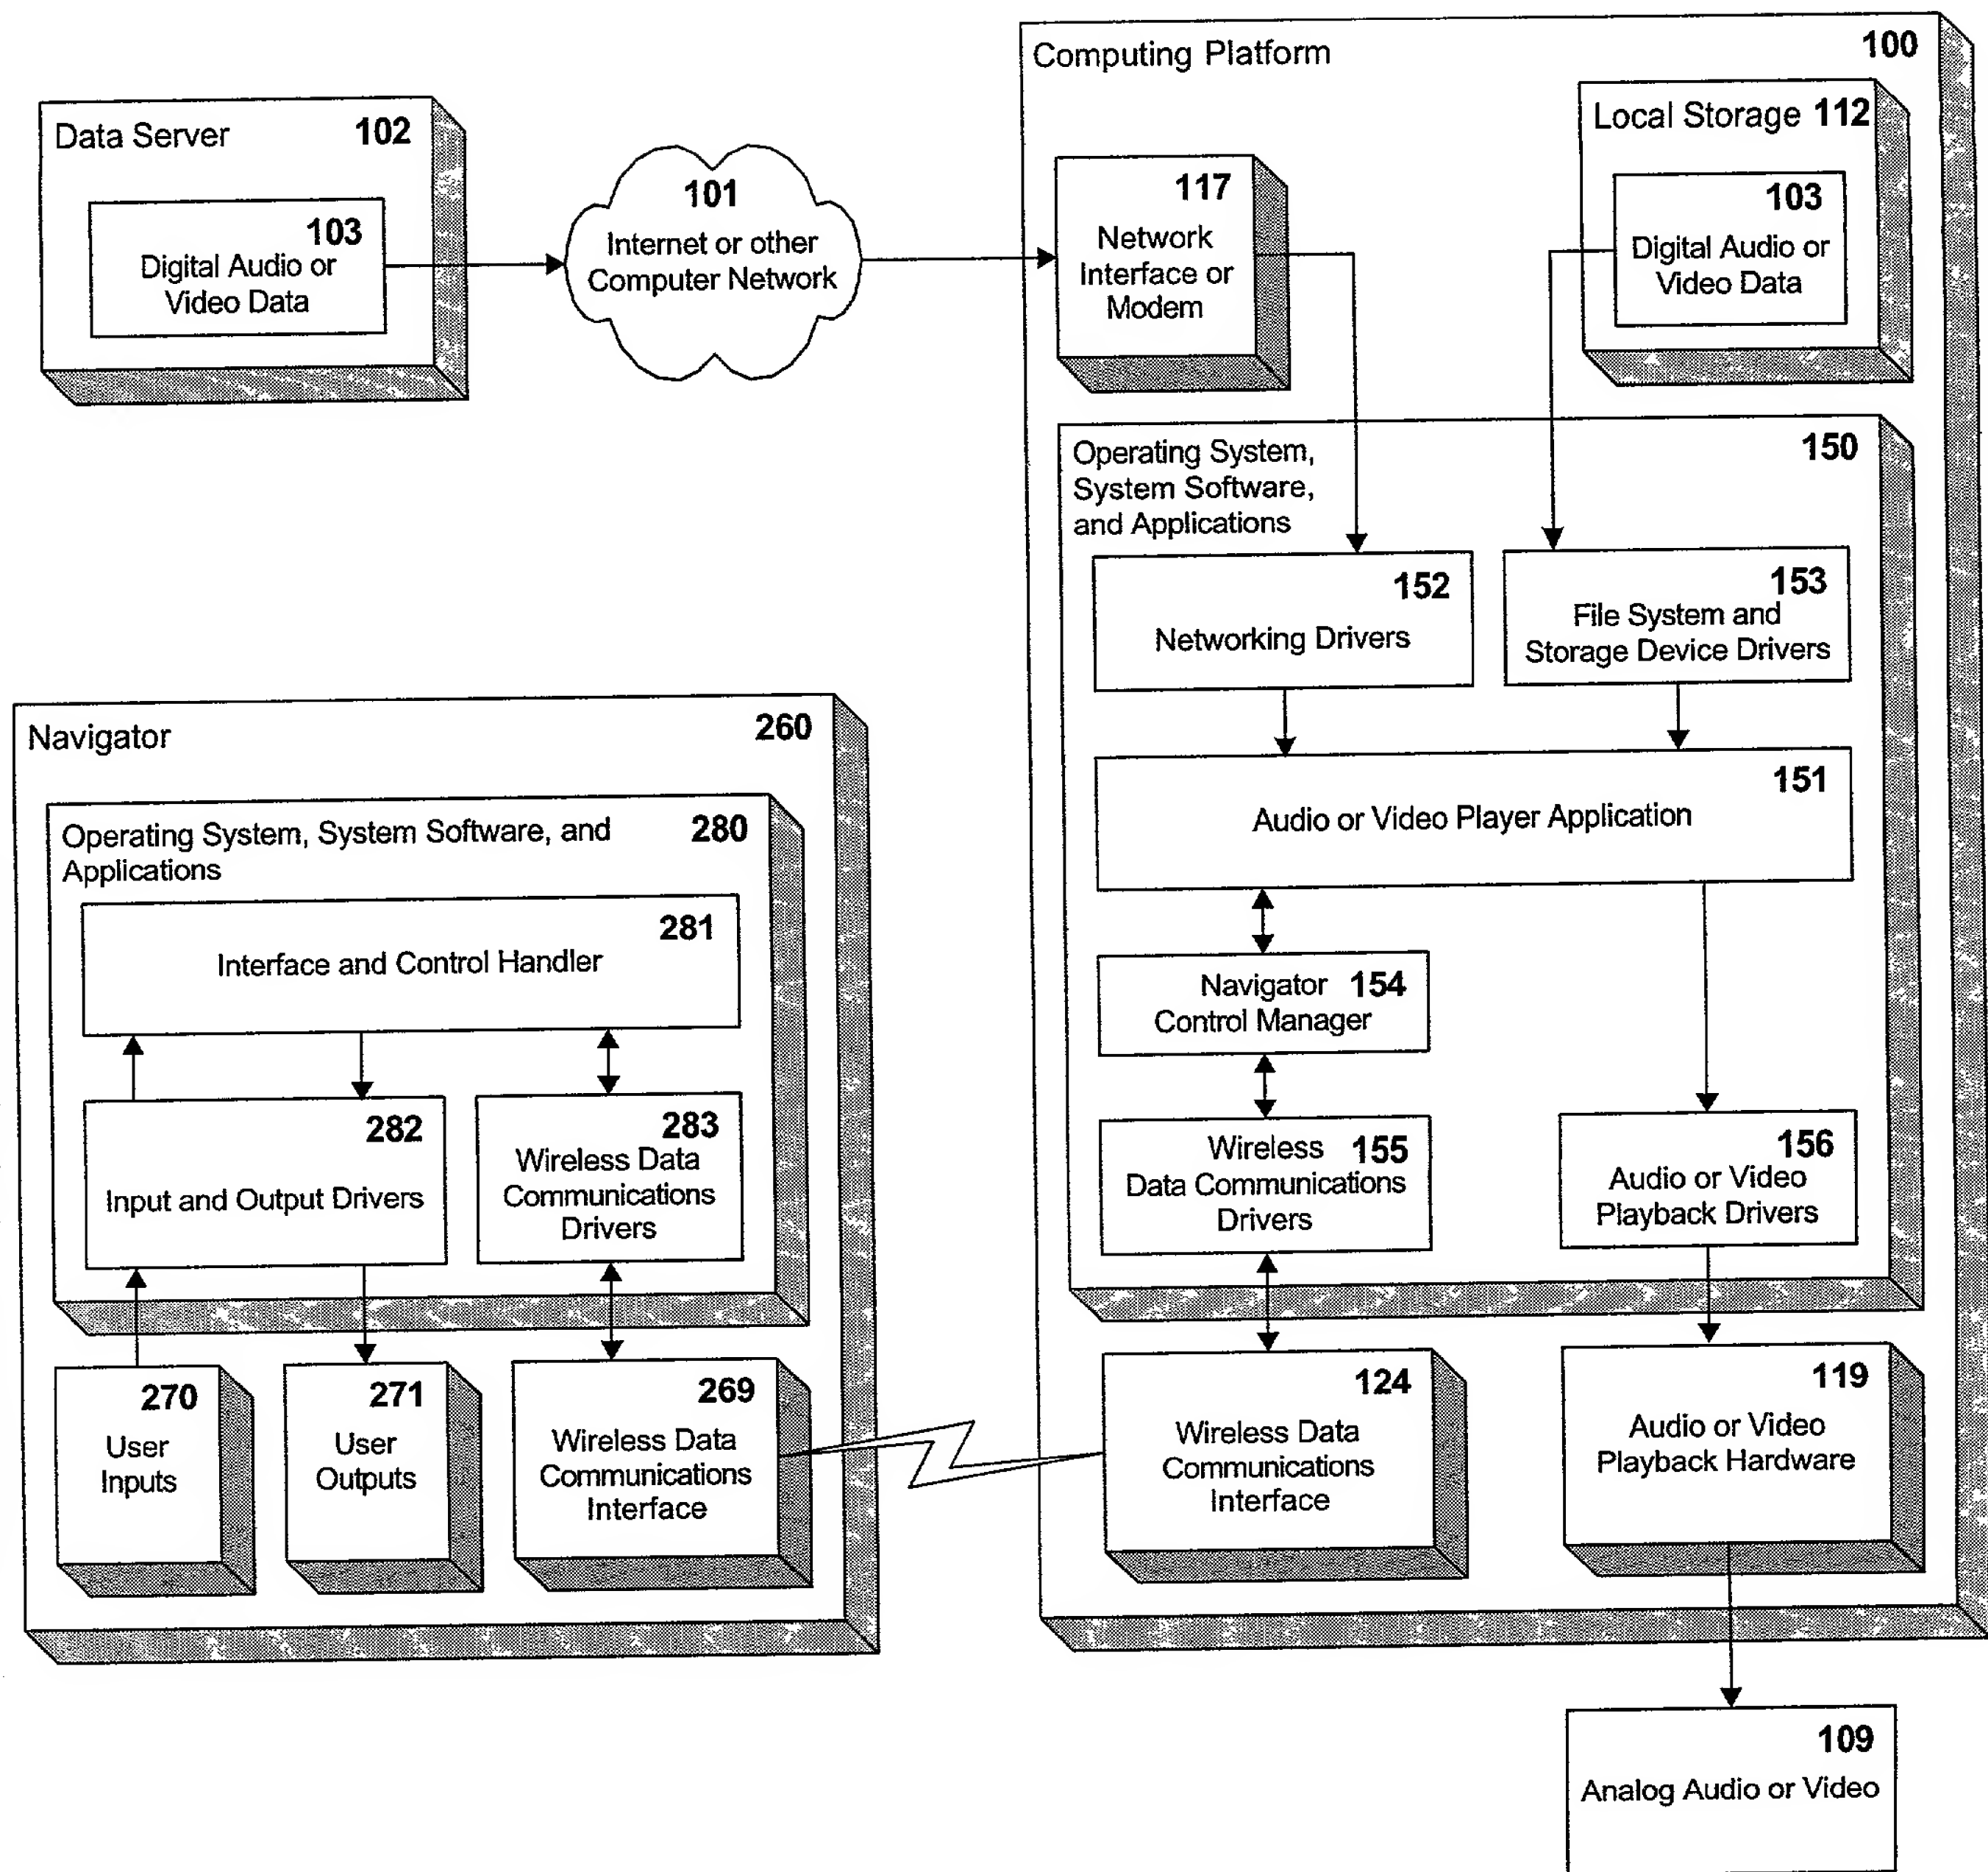 Computing Platform 100
Data Server 102
103
Digital Audio or
Video Data
101
Internet or other
Computer Network
117
Network
Interface or
Modem
Local Storage 112
103
Digital Audio or
Video Data
Operating System,
System Software,
and Applications
150
152
Networking Drivers
153
File System and
Storage Device Drivers
151
Audio or Video Player Application
Navigator 154
Control Manager
Wireless 155
Data Communications
Drivers
156
Audio or Video
Playback Drivers
124
Wireless Data
Communications
Interface
119
Audio or Video
Playback Hardware
109
Analog Audio or Video
Navigator 260
Operating System, System Software, and
Applications
280
281
Interface and Control Handler
282
Input and Output Drivers
283
Wireless Data
Communications
Drivers
270
User
Inputs
271
User
Outputs
269
Wireless Data
Communications
Interface